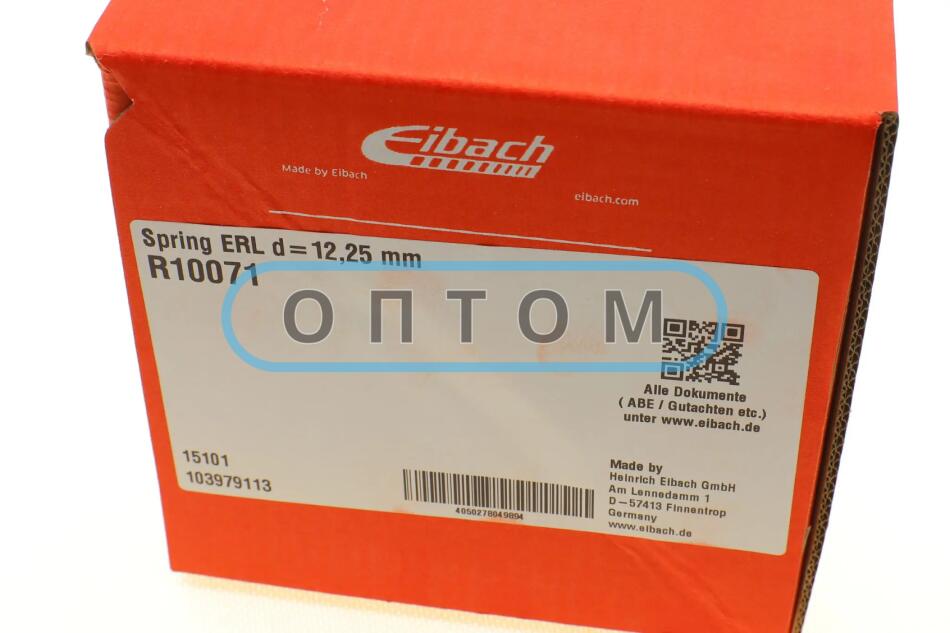 Eibach
Made by Eibach
eibach.com
Spring ERL d=12,25 mm
R10071
ОПТОМ
Alle Dokumente
( ABE / Gutachten etc.)
unter www.eibach.de
15101
103979113
4050278049894
Made by
Heinrich Eibach GmbH
Am Lennedamm 1
D-57413 Finnentrop
Germany
www.eibach.de